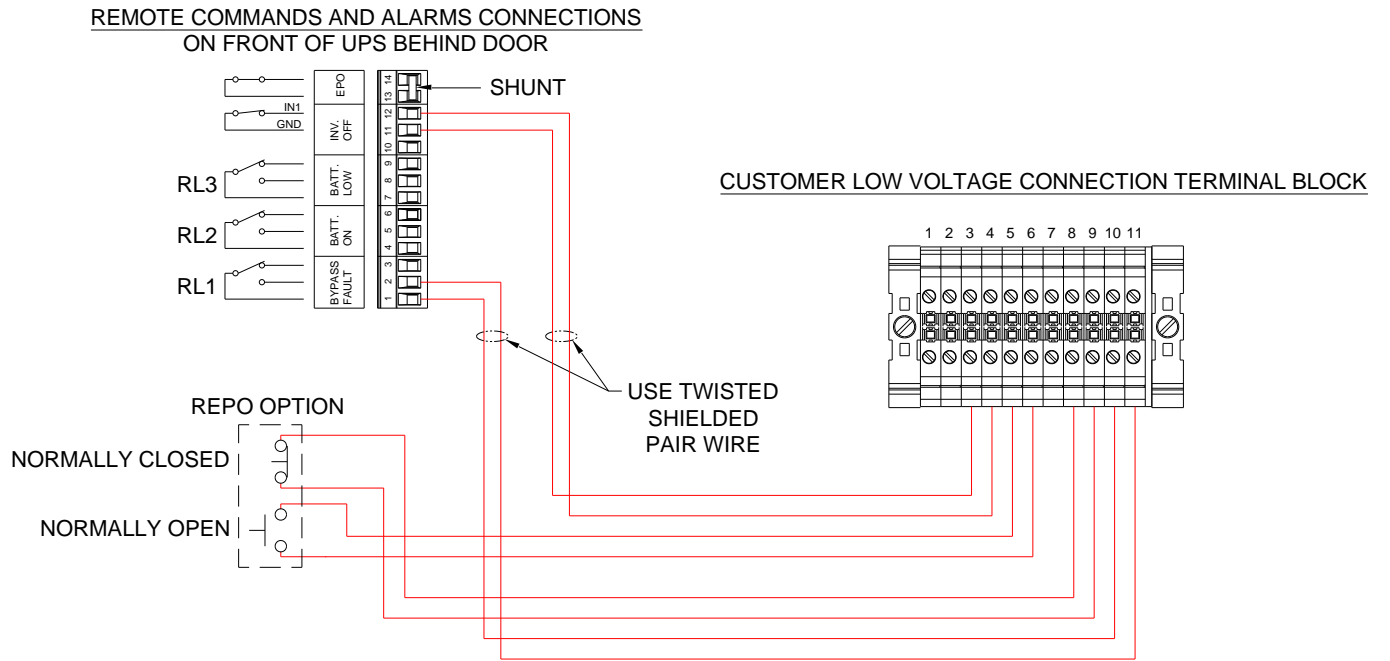 REMOTE COMMANDS AND ALARMS CONNECTIONS
ON FRONT OF UPS BEHIND DOOR
EPO
14
13
SHUNT
IN1
GND
INV.
OFF
12
11
10
RL3
BATT.
LOW
9
8
7
RL2
BATT.
ON
6
5
4
RL1
BYPASS
FAULT
3
2
1
CUSTOMER LOW VOLTAGE CONNECTION TERMINAL BLOCK
1 2 3 4 5 6 7 8 9 10 11
USE TWISTED
SHIELDED
PAIR WIRE
REPO OPTION
NORMALLY CLOSED
NORMALLY OPEN